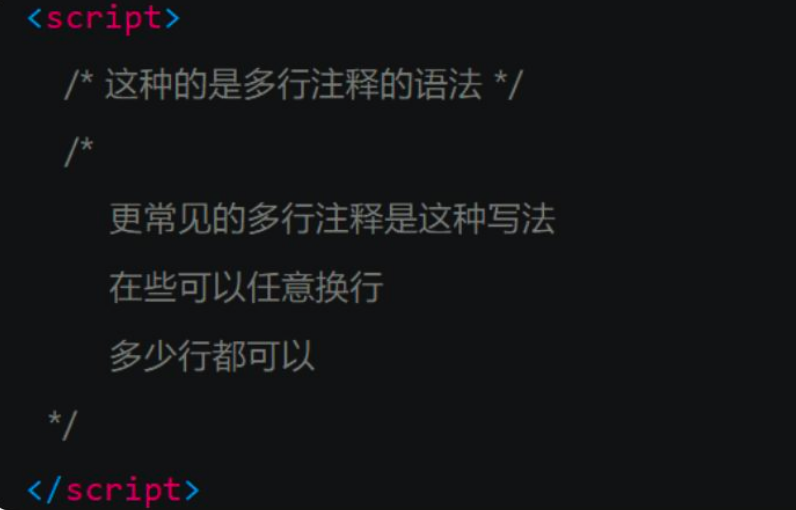 <script>
/* 这种的是多行注释的语法 */
/*
更常见的多行注释是这种写法
在些可以任意换行
多少行都可以
*/
</script>